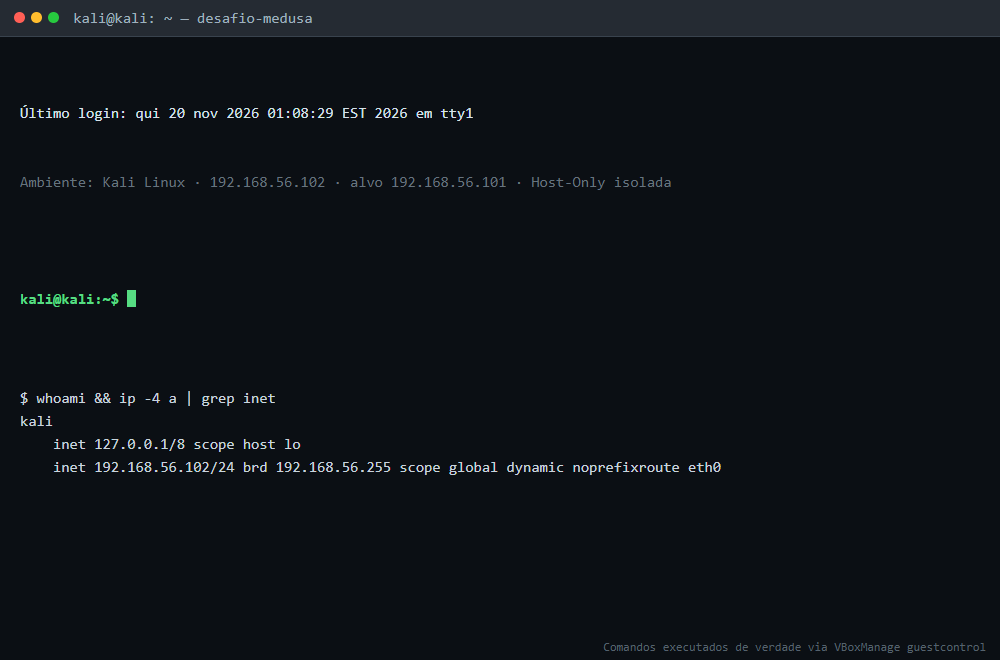 kali@kali: ~ — desafio-medusa
Último login: qui 20 nov 2026 01:08:29 EST 2026 em tty1
Ambiente: Kali Linux · 192.168.56.102 · alvo 192.168.56.101 · Host-Only isolada
kali@kali:~$
$ whoami && ip -4 a | grep inet
kali
    inet 127.0.0.1/8 scope host lo
    inet 192.168.56.102/24 brd 192.168.56.255 scope global dynamic noprefixroute eth0
Comandos executados de verdade via VBoxManage guestcontrol